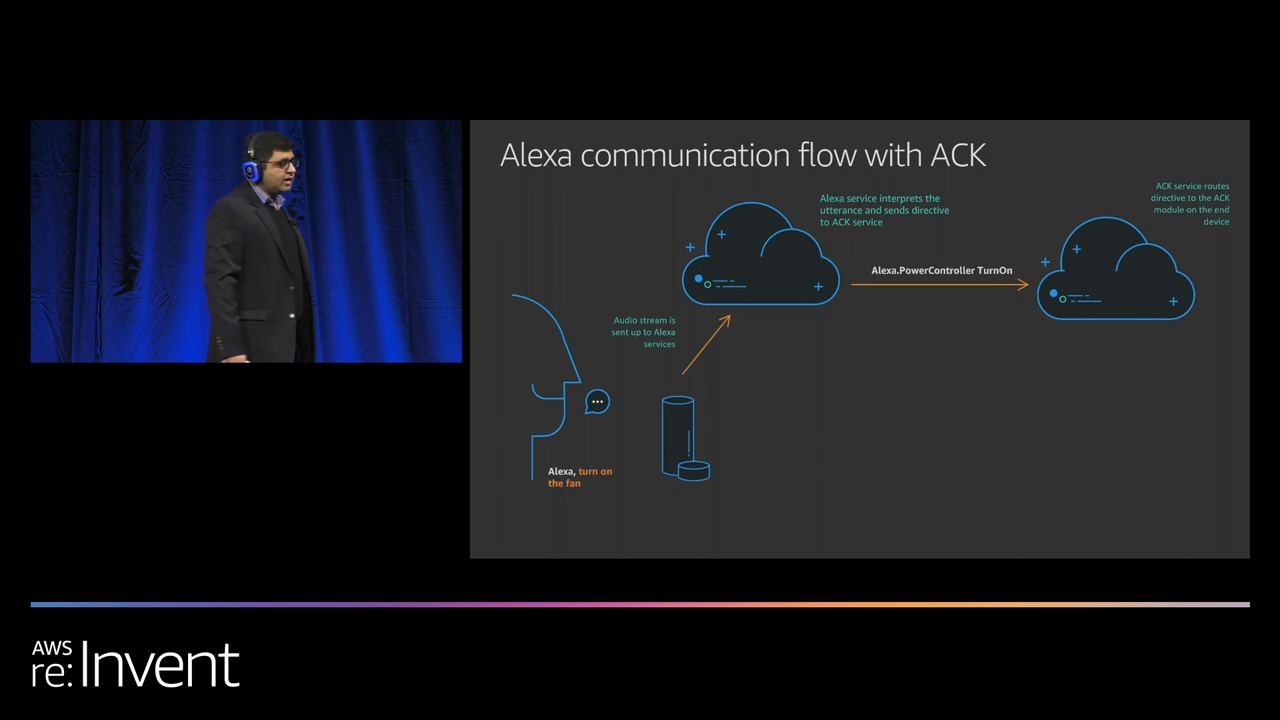 Alexa communication flow with ACK
ACK service routes
directive to the ACK
module on the end
device
Alexa service interprets the
utterance and sends directive
to ACK service
Alexa.PowerController TurnOn
Audio stream is
sent up to Alexa
services
Alexa, turn on
the fan
AWS
re:Invent